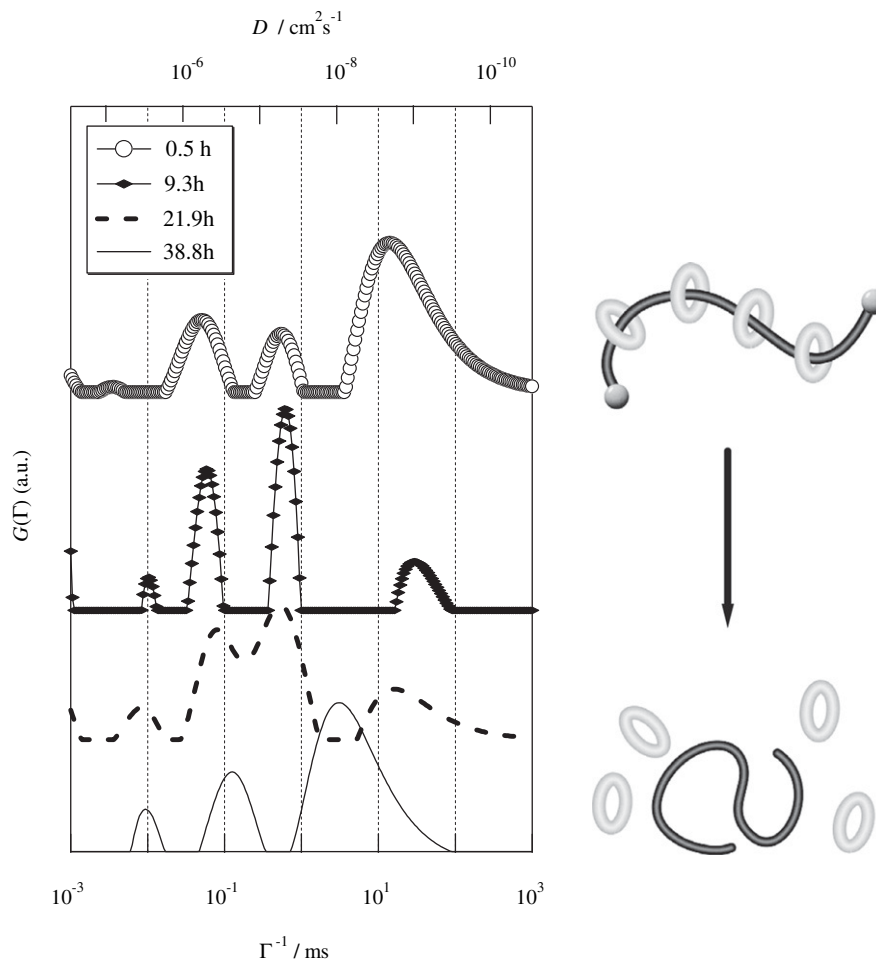 D / cm²s⁻¹
10⁻⁶ 10⁻⁸ 10⁻¹⁰
0.5 h
9.3h
21.9h
38.8h
G(Γ) (a.u.)
10⁻³ 10⁻¹ 10¹ 10³
Γ⁻¹ / ms